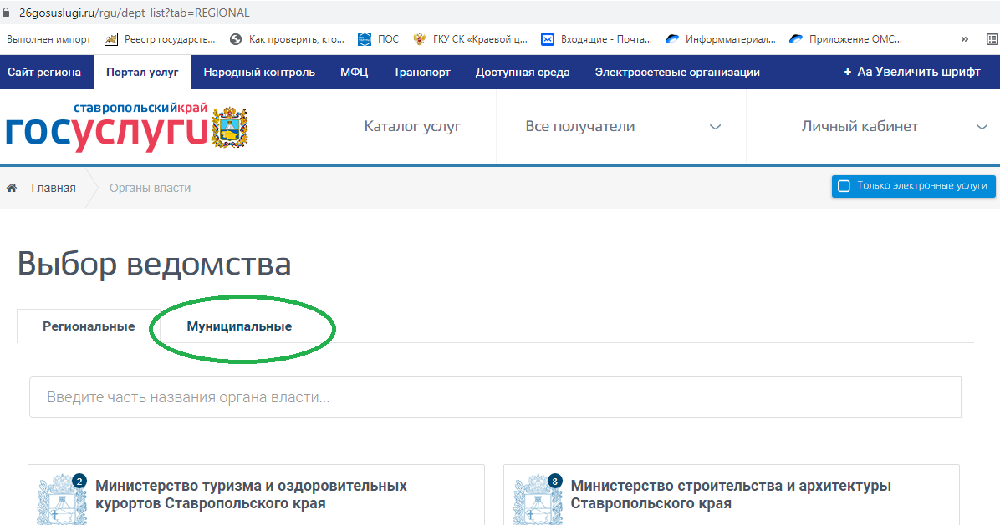 26gosuslugi.ru/rgu/dept_list?tab=REGIONAL
Выполнен импорт Реестр государств... Как проверить, кто... ПОС ГКУ СК «Краевой ц... Входящие - Почта... Информматериал... Приложение ОМС... »
Сайт региона Портал услуг Народный контроль МФЦ Транспорт Доступная среда Электросетевые организации + Аа Увеличить шрифт
ставропольскийкрай
госуслуги
Каталог услуг Все получатели Личный кабинет
Главная Органы власти Только электронные услуги
Выбор ведомства
Региональные Муниципальные
Введите часть названия органа власти...
2 Министерство туризма и оздоровительных
курортов Ставропольского края
8 Министерство строительства и архитектуры
Ставропольского края